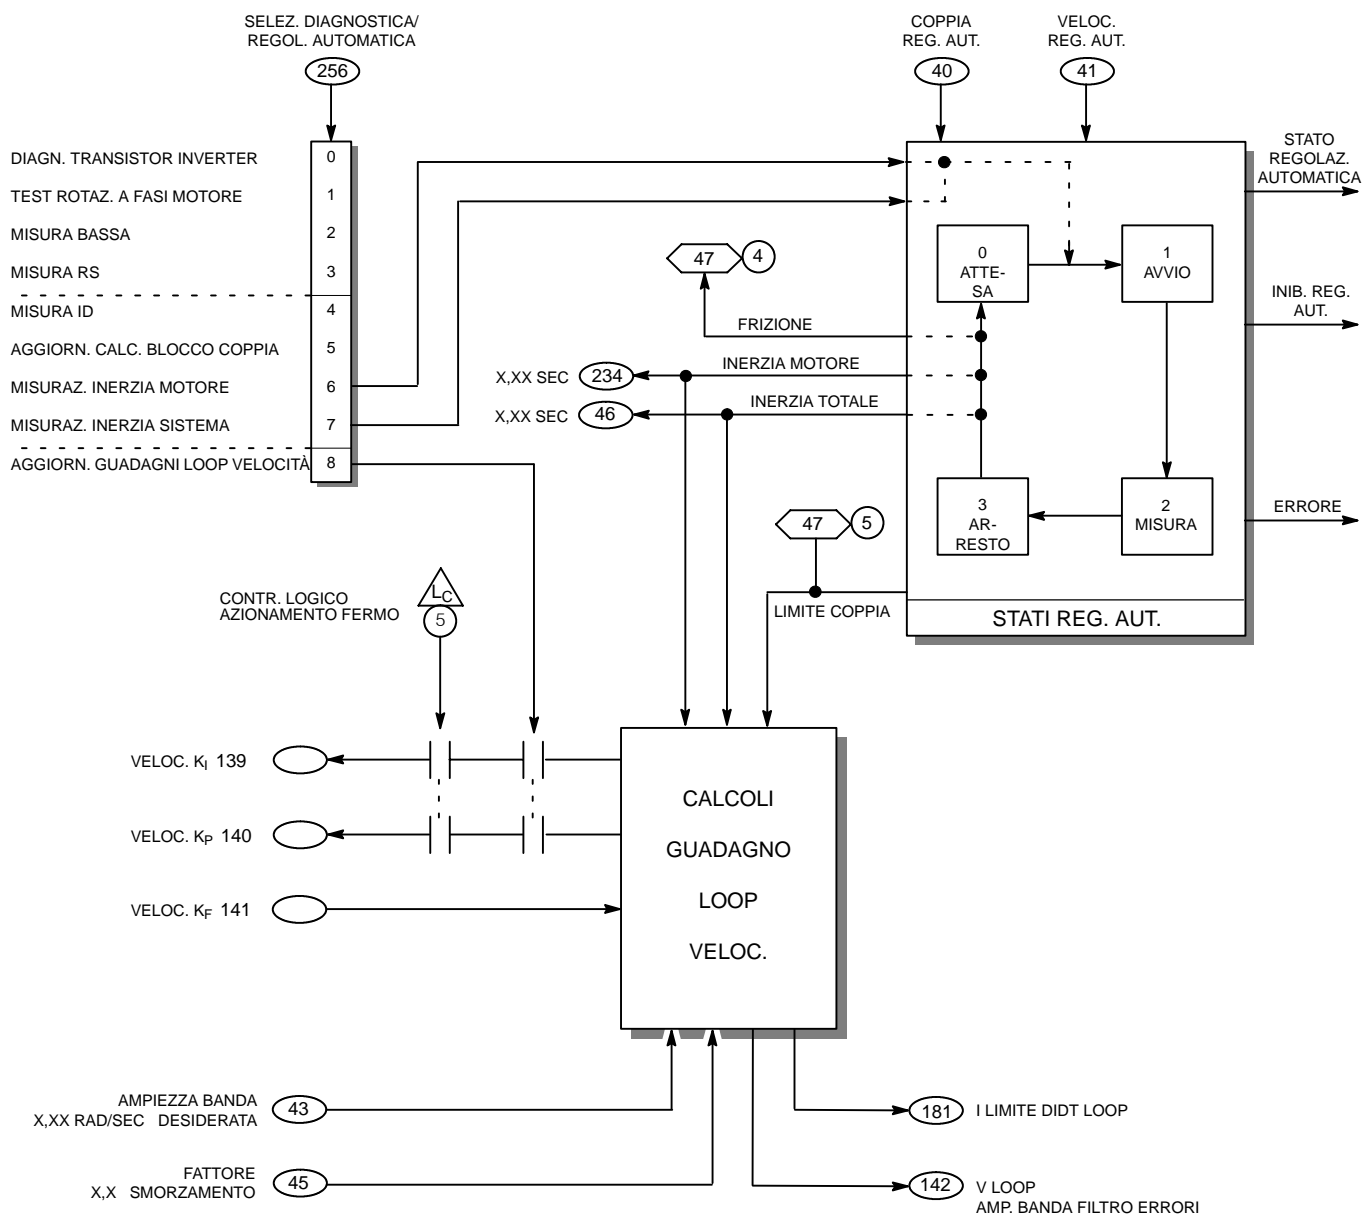 SELEZ. DIAGNOSTICA/
REGOL. AUTOMATICA
256
COPPIA
REG. AUT.
40
VELOC.
REG. AUT.
41
DIAGN. TRANSISTOR INVERTER 0
TEST ROTAZ. A FASI MOTORE 1
MISURA BASSA 2
MISURA RS 3
MISURA ID 4
AGGIORN. CALC. BLOCCO COPPIA 5
MISURAZ. INERZIA MOTORE 6
MISURAZ. INERZIA SISTEMA 7
AGGIORN. GUADAGNI LOOP VELOCITÀ 8
STATO
REGOLAZ.
AUTOMATICA
INIB. REG.
AUT.
ERRORE
0
ATTE-
SA
1
AVVIO
3
AR-
RESTO
2
MISURA
STATI REG. AUT.
47 4
FRIZIONE
X,XX SEC 234 INERZIA MOTORE
X,XX SEC 46 INERZIA TOTALE
47 5
LIMITE COPPIA
CONTR. LOGICO
AZIONAMENTO FERMO
LC
5
VELOC. KI 139
VELOC. KP 140
VELOC. KF 141
CALCOLI
GUADAGNO
LOOP
VELOC.
AMPIEZZA BANDA
X,XX RAD/SEC DESIDERATA
43
FATTORE
X,X SMORZAMENTO
45
181 I LIMITE DIDT LOOP
142 V LOOP
AMP. BANDA FILTRO ERRORI